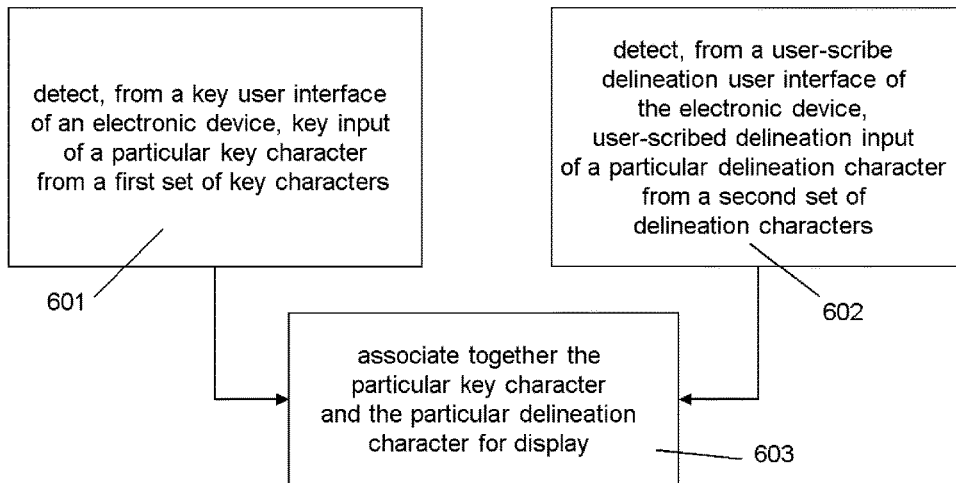 detect, from a key user interface
of an electronic device, key input
of a particular key character
from a first set of key characters
601
detect, from a user-scribe
delineation user interface of
the electronic device,
user-scribed delineation input
of a particular delineation character
from a second set of
delineation characters
602
associate together the
particular key character
and the particular delineation
character for display
603